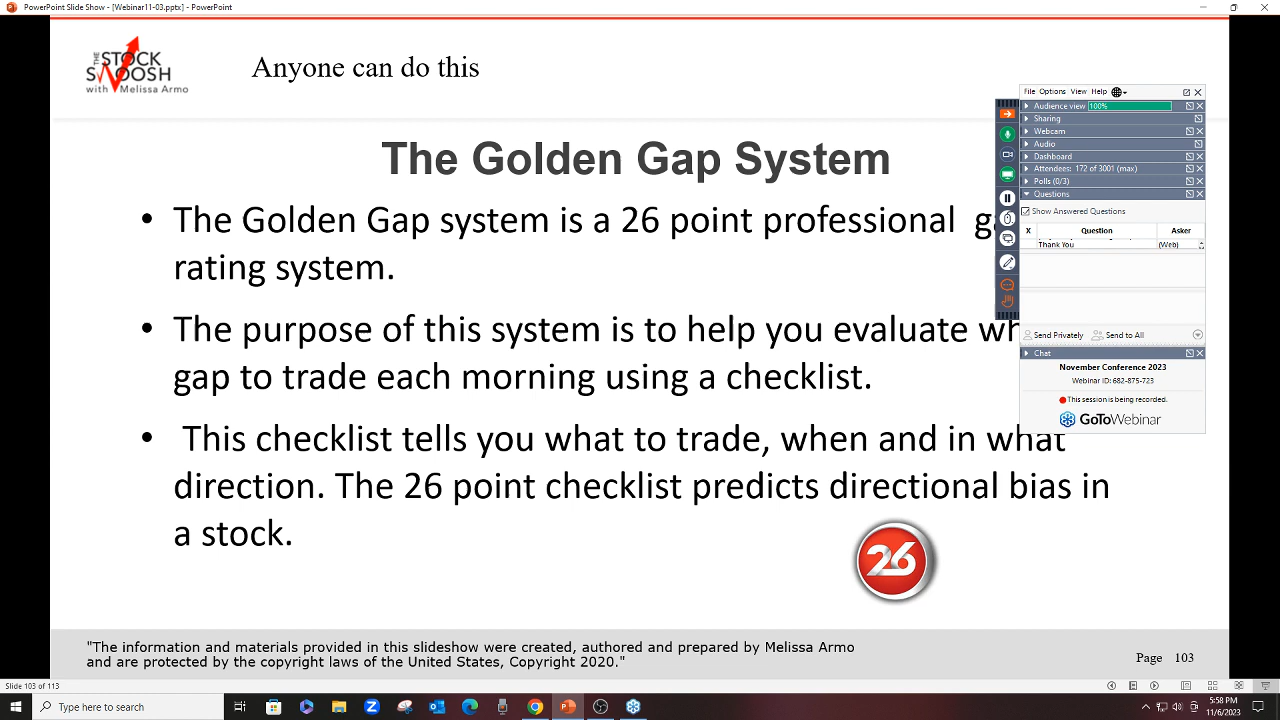 PowerPoint Slide Show - [Webinar11-03.pptx] - PowerPoint
THE
STOCK
SWOOSH
with Melissa Armo
Anyone can do this
The Golden Gap System
• The Golden Gap system is a 26 point professional
rating system.
• The purpose of this system is to help you evaluate
gap to trade each morning using a checklist.
• This checklist tells you what to trade, when and in what
direction. The 26 point checklist predicts directional bias in
a stock.
26
File Options View Help
Audience view 100%
Sharing
Webcam
Audio
Dashboard
Attendees: 172 of 3001 (max)
Polls (0/3)
Questions
Show Answered Questions
X Question Asker
Thank You (Web)
Send Privately Send to All
Chat
November Conference 2023
Webinar ID: 682-875-723
This session is being recorded.
GoToWebinar
"The information and materials provided in this slideshow were created, authored and prepared by Melissa Armo
and are protected by the copyright laws of the United States, Copyright 2020."
Page 103
Slide 103 of 113
Type here to search
5:58 PM
11/6/2023